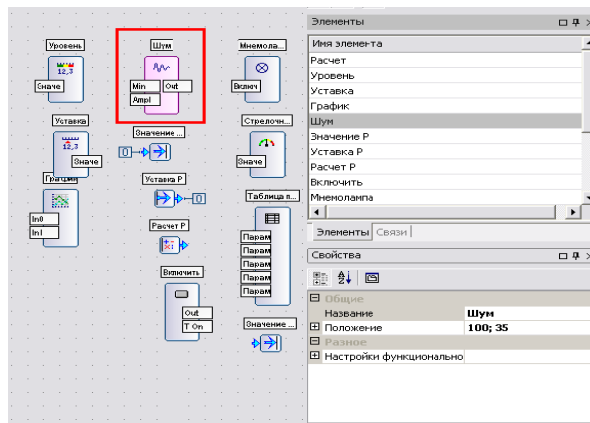 Уровень
12,3
Значе
Шум
Min
Out
Ampl
Мнемола...
Включ
Уставка
12,3
Значе
Значение ...
0
Стрелочн...
Значе
График
In0
In1
Уставка Р
0
Таблица п...
Парам
Парам
Парам
Парам
Парам
Расчет Р
Включить
Out
T On
Значение ...
Элементы
Имя элемента
Расчет
Уровень
Уставка
График
Шум
Значение Р
Уставка Р
Расчет Р
Включить
Мнемолампа
Элементы
Связи
Свойства
Общие
Название
Шум
Положение
100; 35
Разное
Настройки функционально